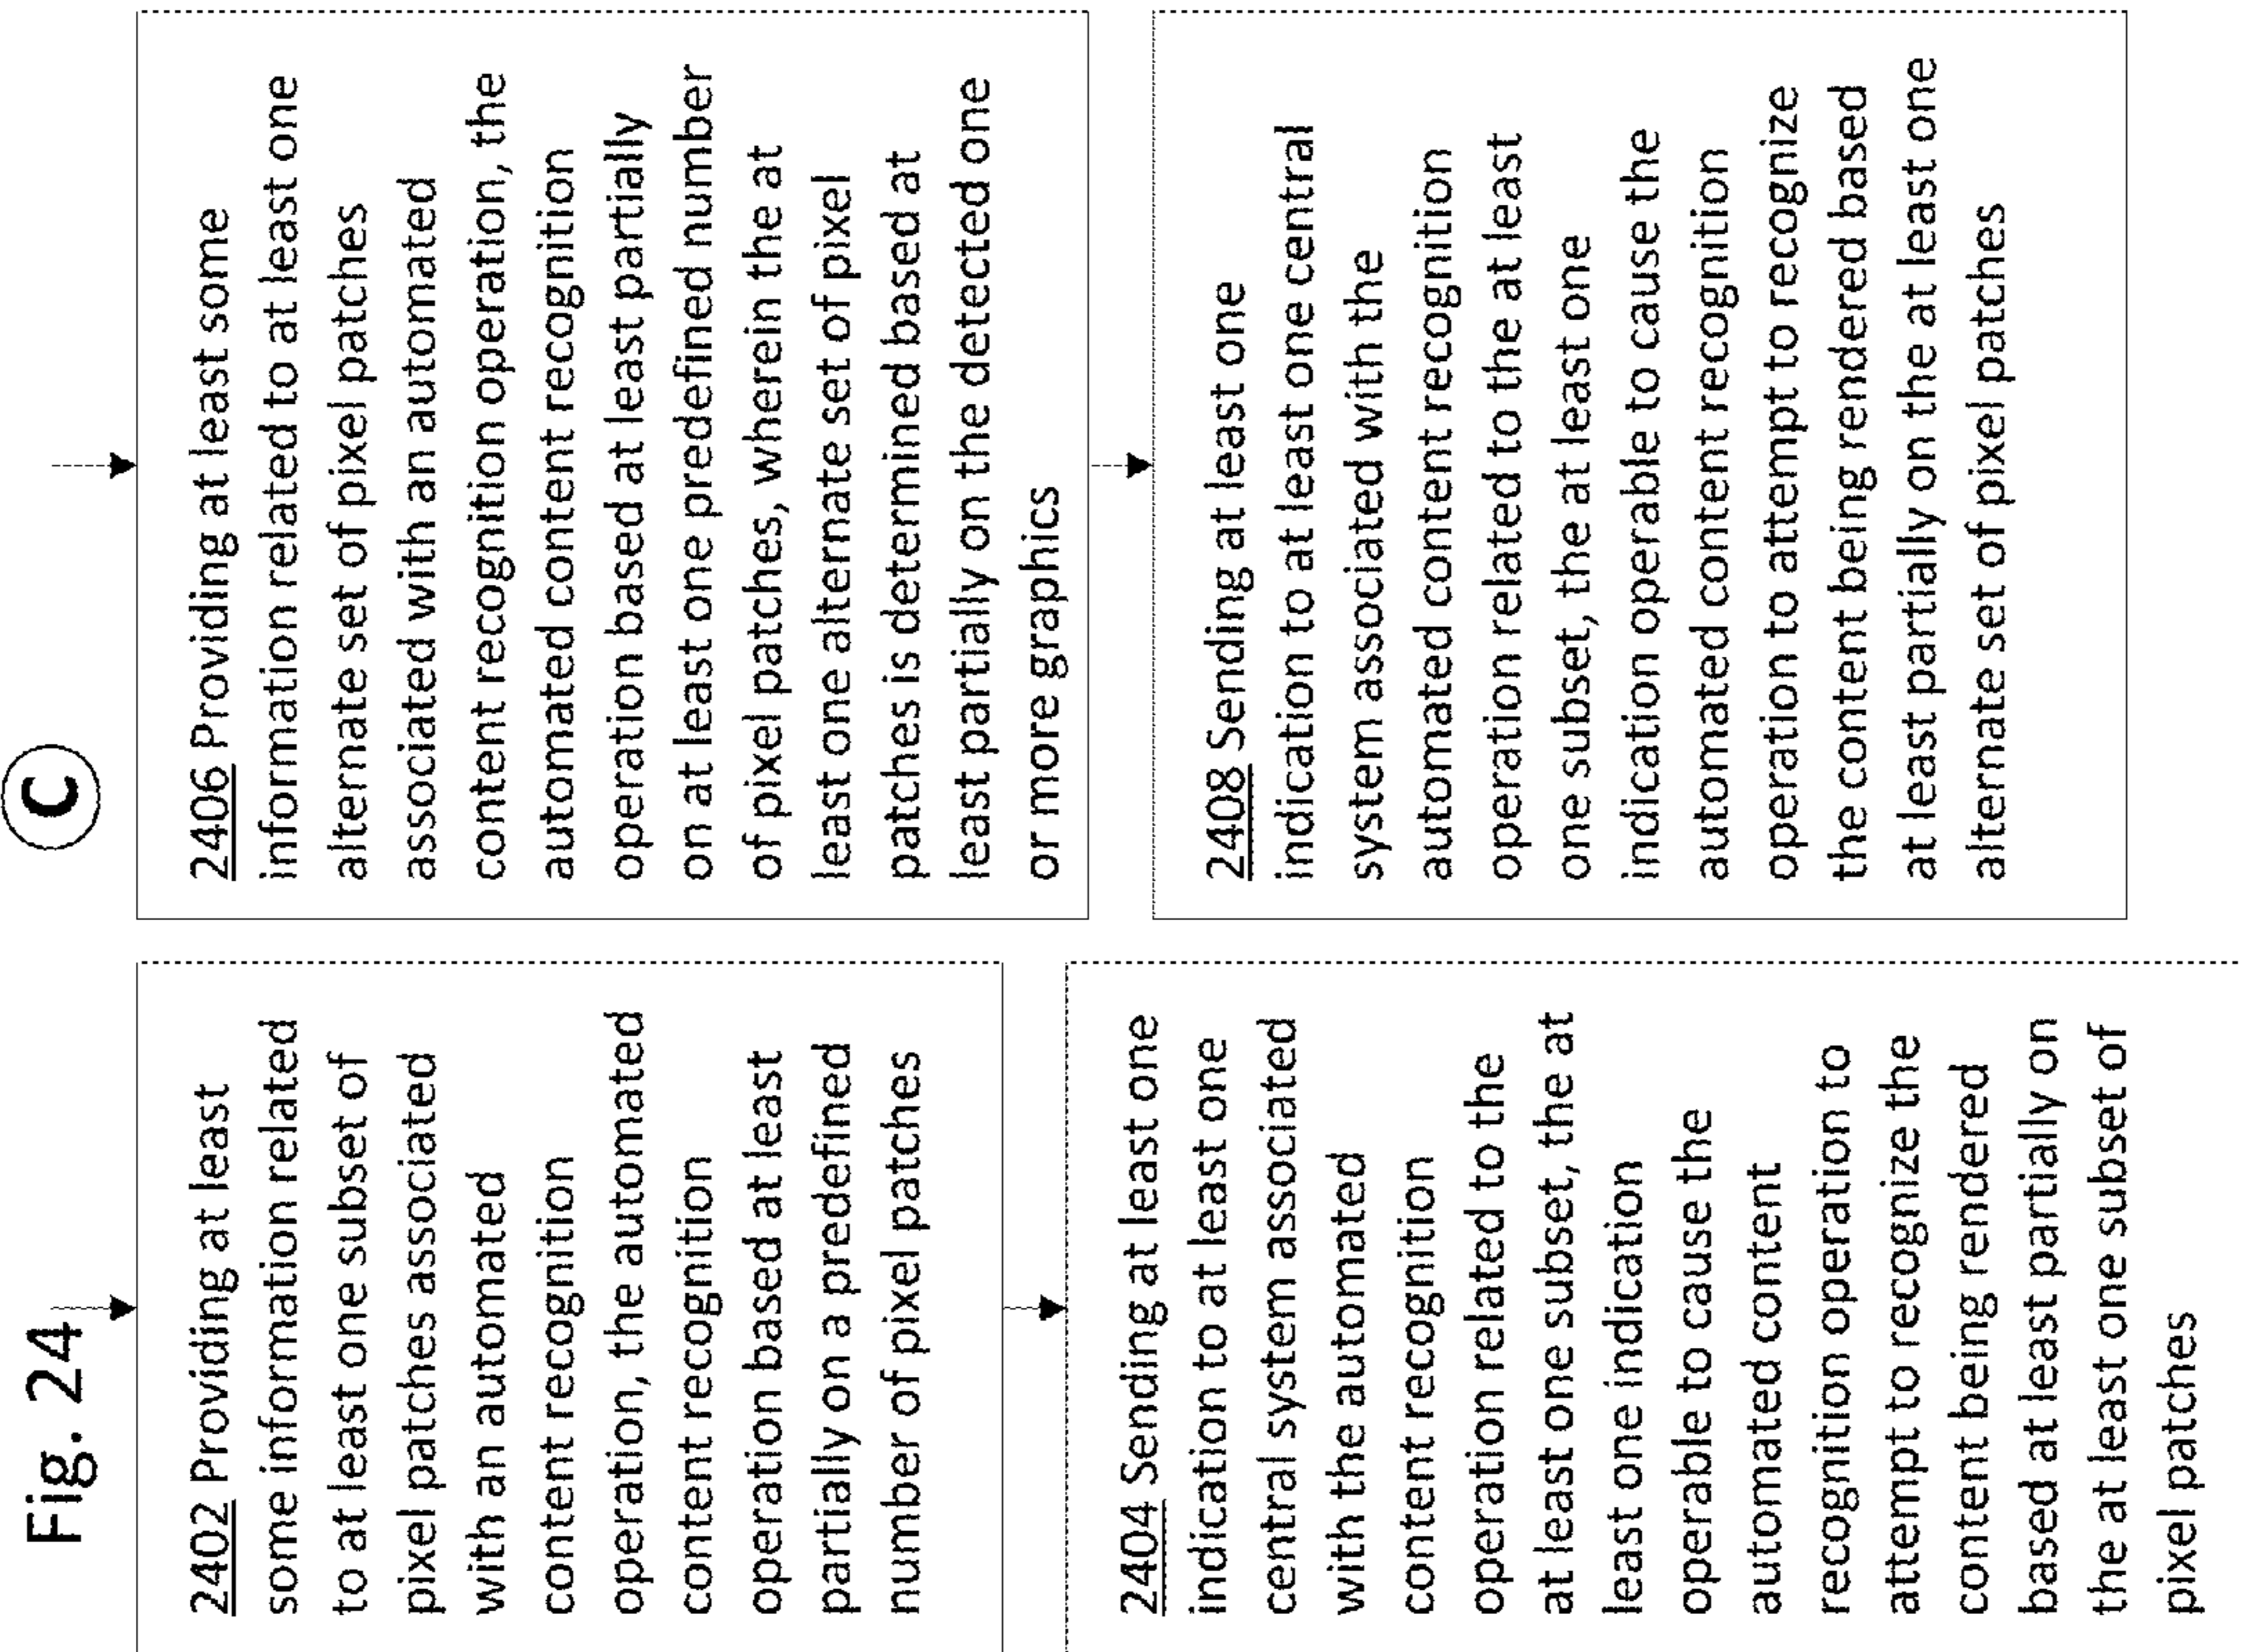 Fig. 24
C
2402 Providing at least
some information related
to at least one subset of
pixel patches associated
with an automated
content recognition
operation, the automated
content recognition
operation based at least
partially on a predefined
number of pixel patches
2404 Sending at least one
indication to at least one
central system associated
with the automated
content recognition
operation related to the
at least one subset, the at
least one indication
operable to cause the
automated content
recognition operation to
attempt to recognize the
content being rendered
based at least partially on
the at least one subset of
pixel patches
2406 Providing at least some
information related to at least one
alternate set of pixel patches
associated with an automated
content recognition operation, the
automated content recognition
operation based at least partially
on at least one predefined number
of pixel patches, wherein the at
least one alternate set of pixel
patches is determined based at
least partially on the detected one
or more graphics
2408 Sending at least one
indication to at least one central
system associated with the
automated content recognition
operation related to the at least
one subset, the at least one
indication operable to cause the
automated content recognition
operation to attempt to recognize
the content being rendered based
at least partially on the at least one
alternate set of pixel patches